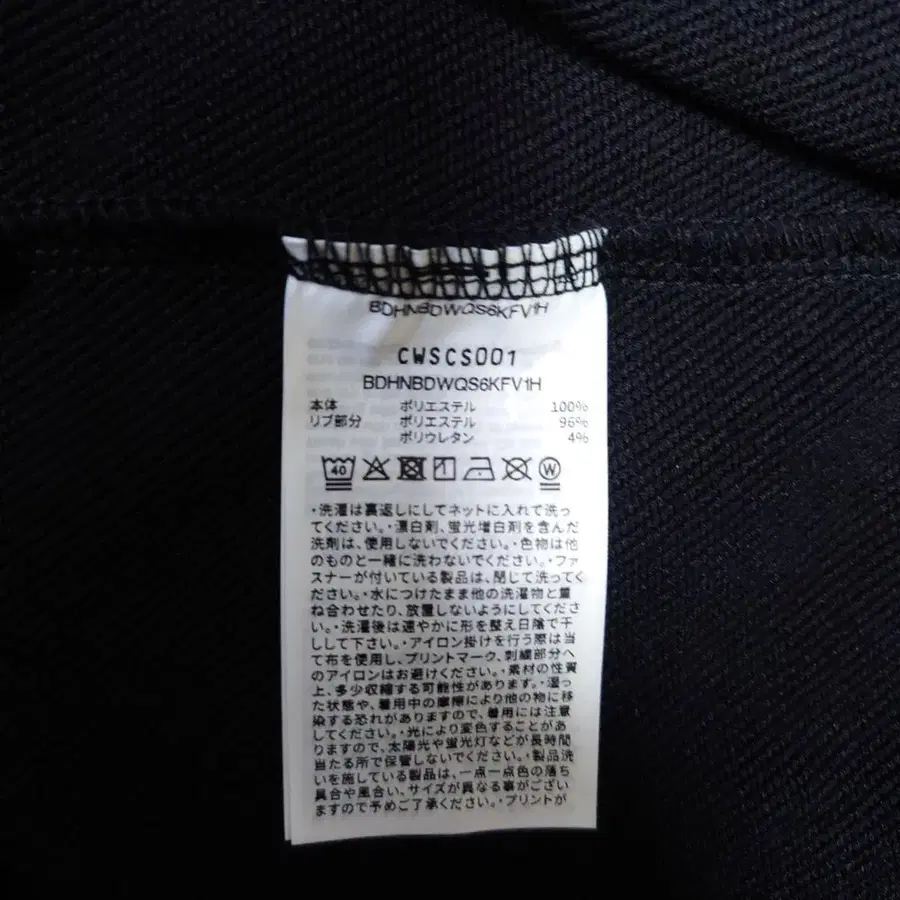 BDHNBDWQS6KFV1H
CWSCS001
BDHNBDWQS6KFV1H
本体 ポリエステル 100%
リブ部分 ポリエステル 96%
ポリウレタン 4%
40 W
・洗濯は裏返しにしてネットに入れて洗っ
てください。・漂白剤、蛍光増白剤を含んだ
洗剤は、使用しないでください。・色物は他
のものと一緒に洗わないでください。・ファ
スナーが付いている製品は、閉じて洗ってく
ださい。・水につけたまま他の洗濯物と重
ね合わせたり、放置しないようにしてくださ
い。・洗濯後は速やかに形を整え日陰で干
しして下さい。・アイロン掛けを行う際は当
て布を使用し、プリントマーク、刺繍部分へ
のアイロンはお避けください。・素材の性質
上、多少収縮する可能性があります。・湿っ
た状態や、着用中の摩擦により他の物に移
染する恐れがありますので、着用には注意
してください。・光により変色することがあ
りますので、太陽光や蛍光灯などが長時間
当たる所で保管しないでください。・製品洗
いを施している製品は、一点一点色の落ち
具合や風合い、サイズが異なる事がござい
ますので予めご了承ください。・プリントが